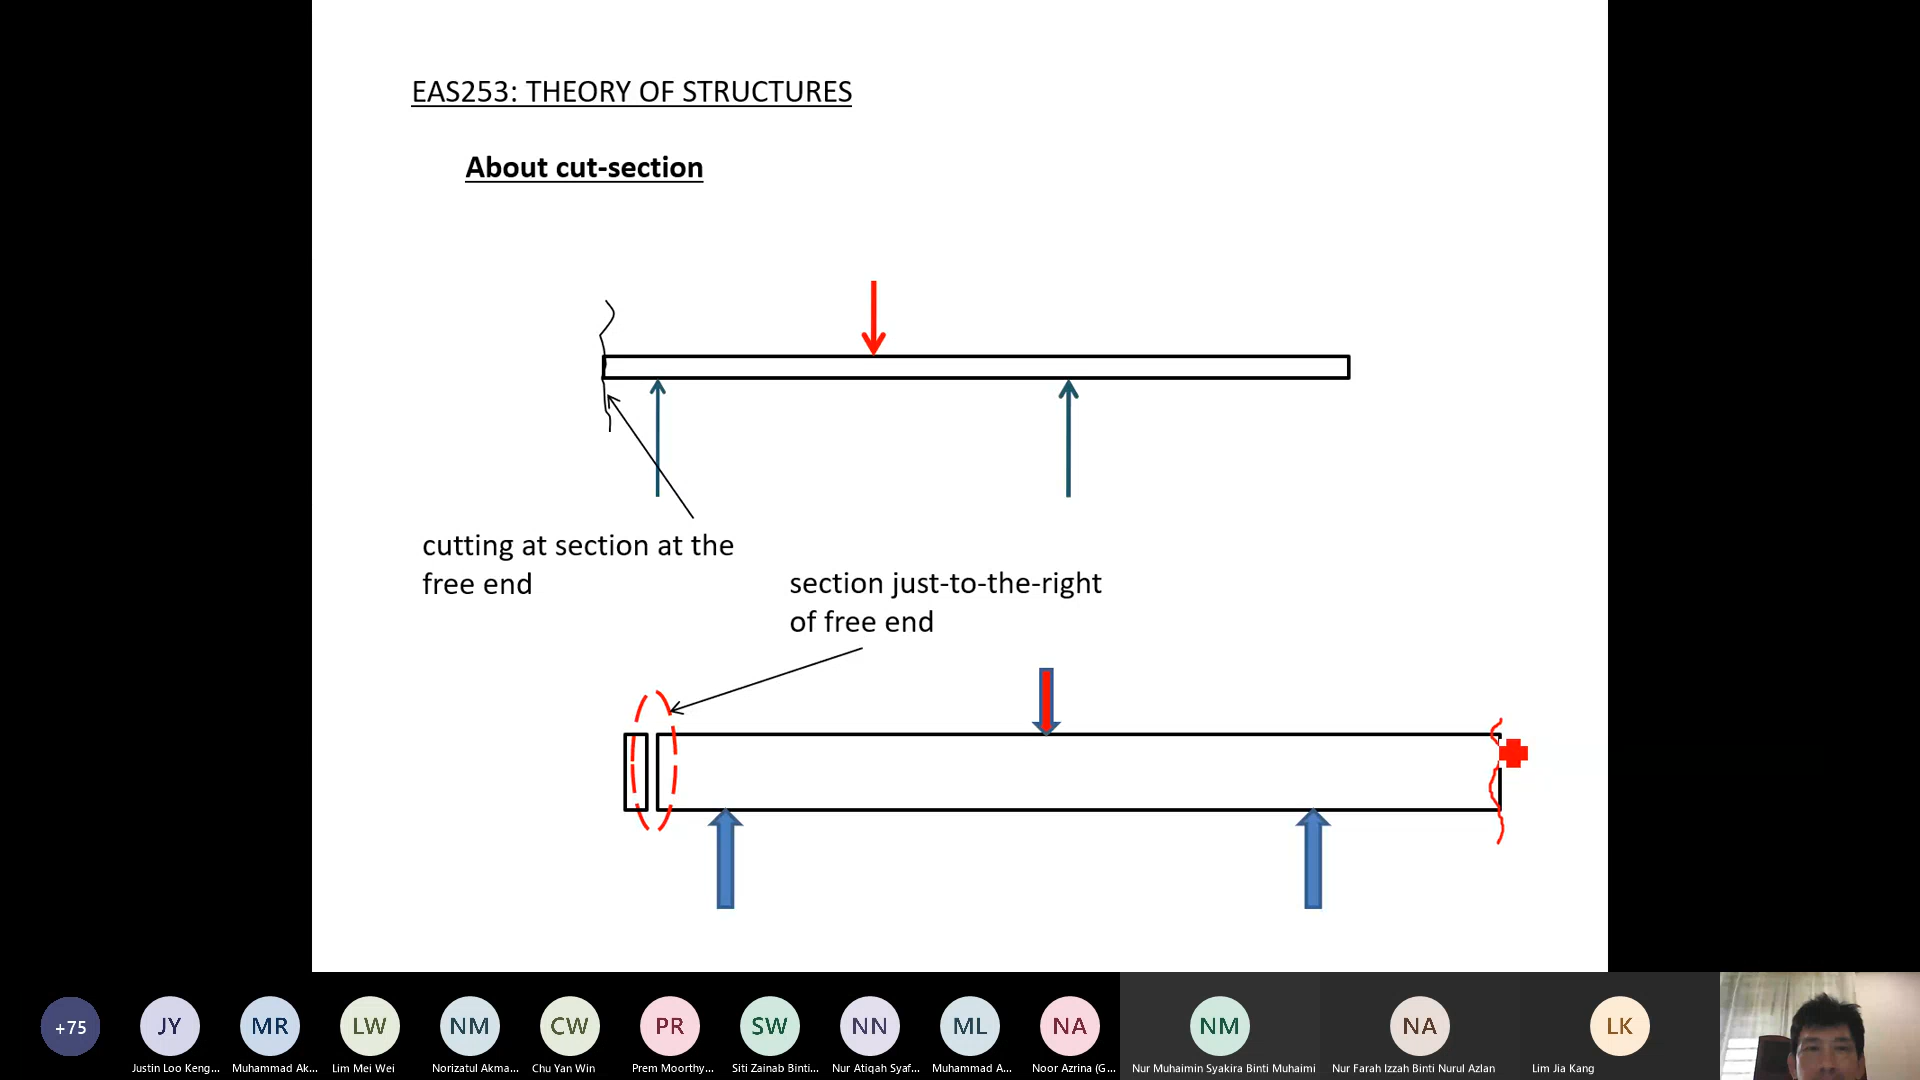 EAS253: THEORY OF STRUCTURES
About cut-section
cutting at section at the
free end
section just-to-the-right
of free end
+75
JY
MR
LW
NM
CW
PR
SW
NN
ML
NA
NM
NA
LK
Justin Loo Keng...
Muhammad Ak...
Lim Mei Wei
Norizatul Akma...
Chu Yan Win
Prem Moorthy...
Siti Zainab Binti...
Nur Atiqah Syaf...
Muhammad A...
Noor Azrina (G...
Nur Muhaimin Syakira Binti Muhaimi
Nur Farah Izzah Binti Nurul Azlan
Lim Jia Kang